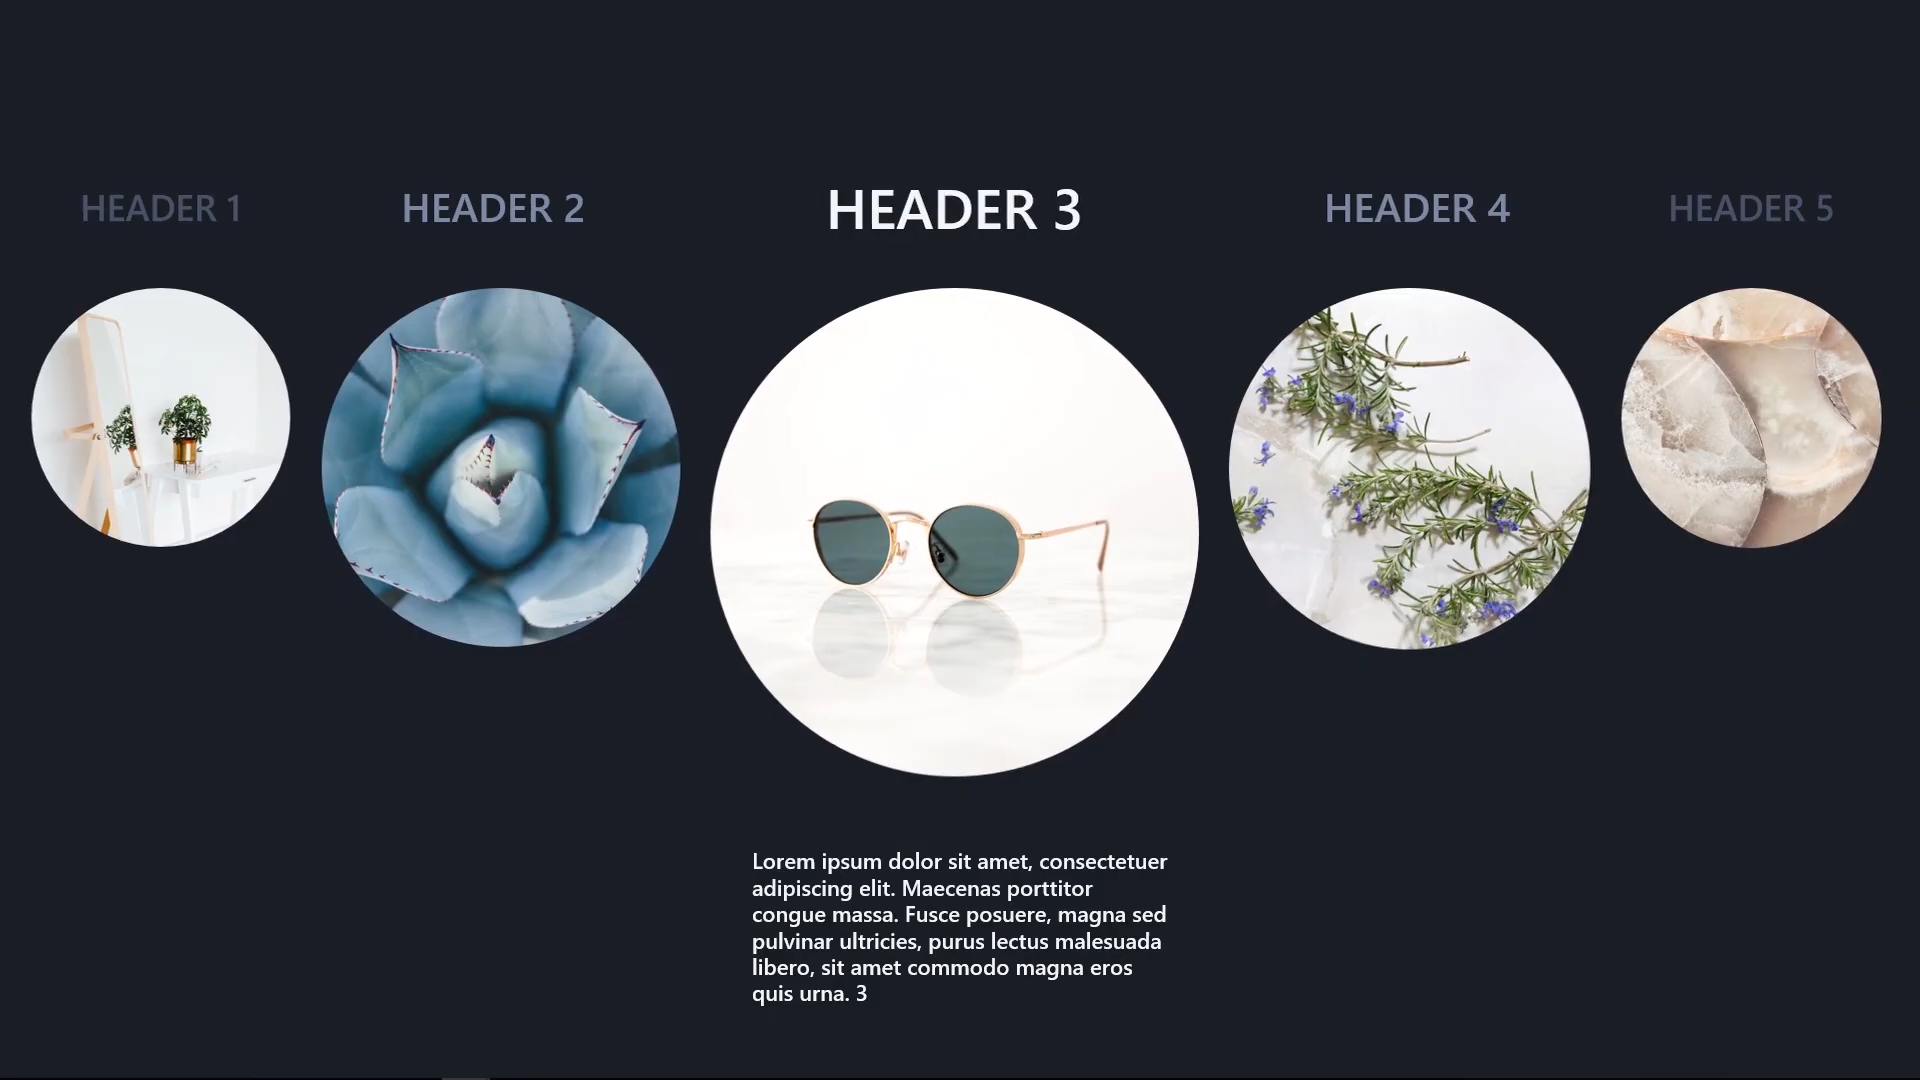 HEADER 1
HEADER 2
HEADER 3
HEADER 4
HEADER 5
Lorem ipsum dolor sit amet, consectetuer
adipiscing elit. Maecenas porttitor
congue massa. Fusce posuere, magna sed
pulvinar ultricies, purus lectus malesuada
libero, sit amet commodo magna eros
quis urna. 3